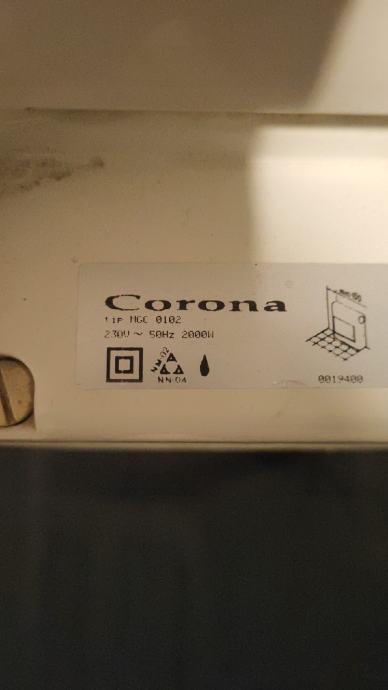 Corona
tip MGC 0102
230V ~ 50Hz 2000W
NN·04
0019400